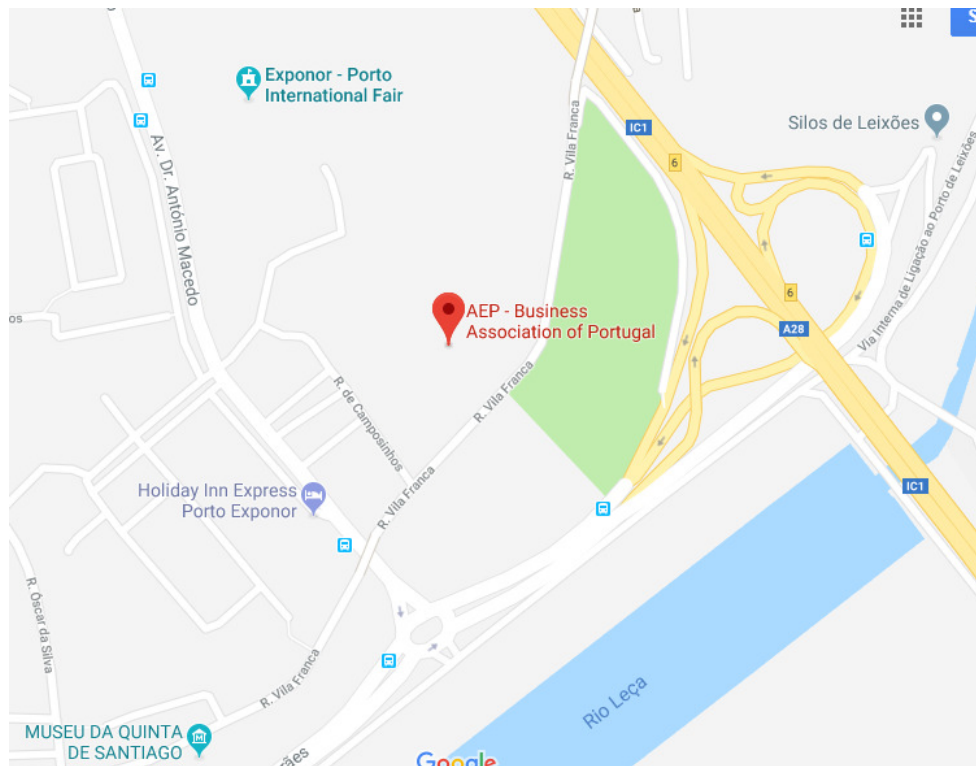 Exponor - Porto
International Fair
IC1
Silos de Leixões
R. Vila Franca
6
Av. Dr. António Macedo
Via Interna de Ligação ao Porto de Leixões
6
AEP - Business
Association of Portugal
A28
os
R. Vila Franca
R. de Camposinhos
Holiday Inn Express
Porto Exponor
R. Vila Franca
IC1
R. Óscar da Silva
R. Vila Franca
Rio Leça
MUSEU DA QUINTA
DE SANTIAGO
ães
Google